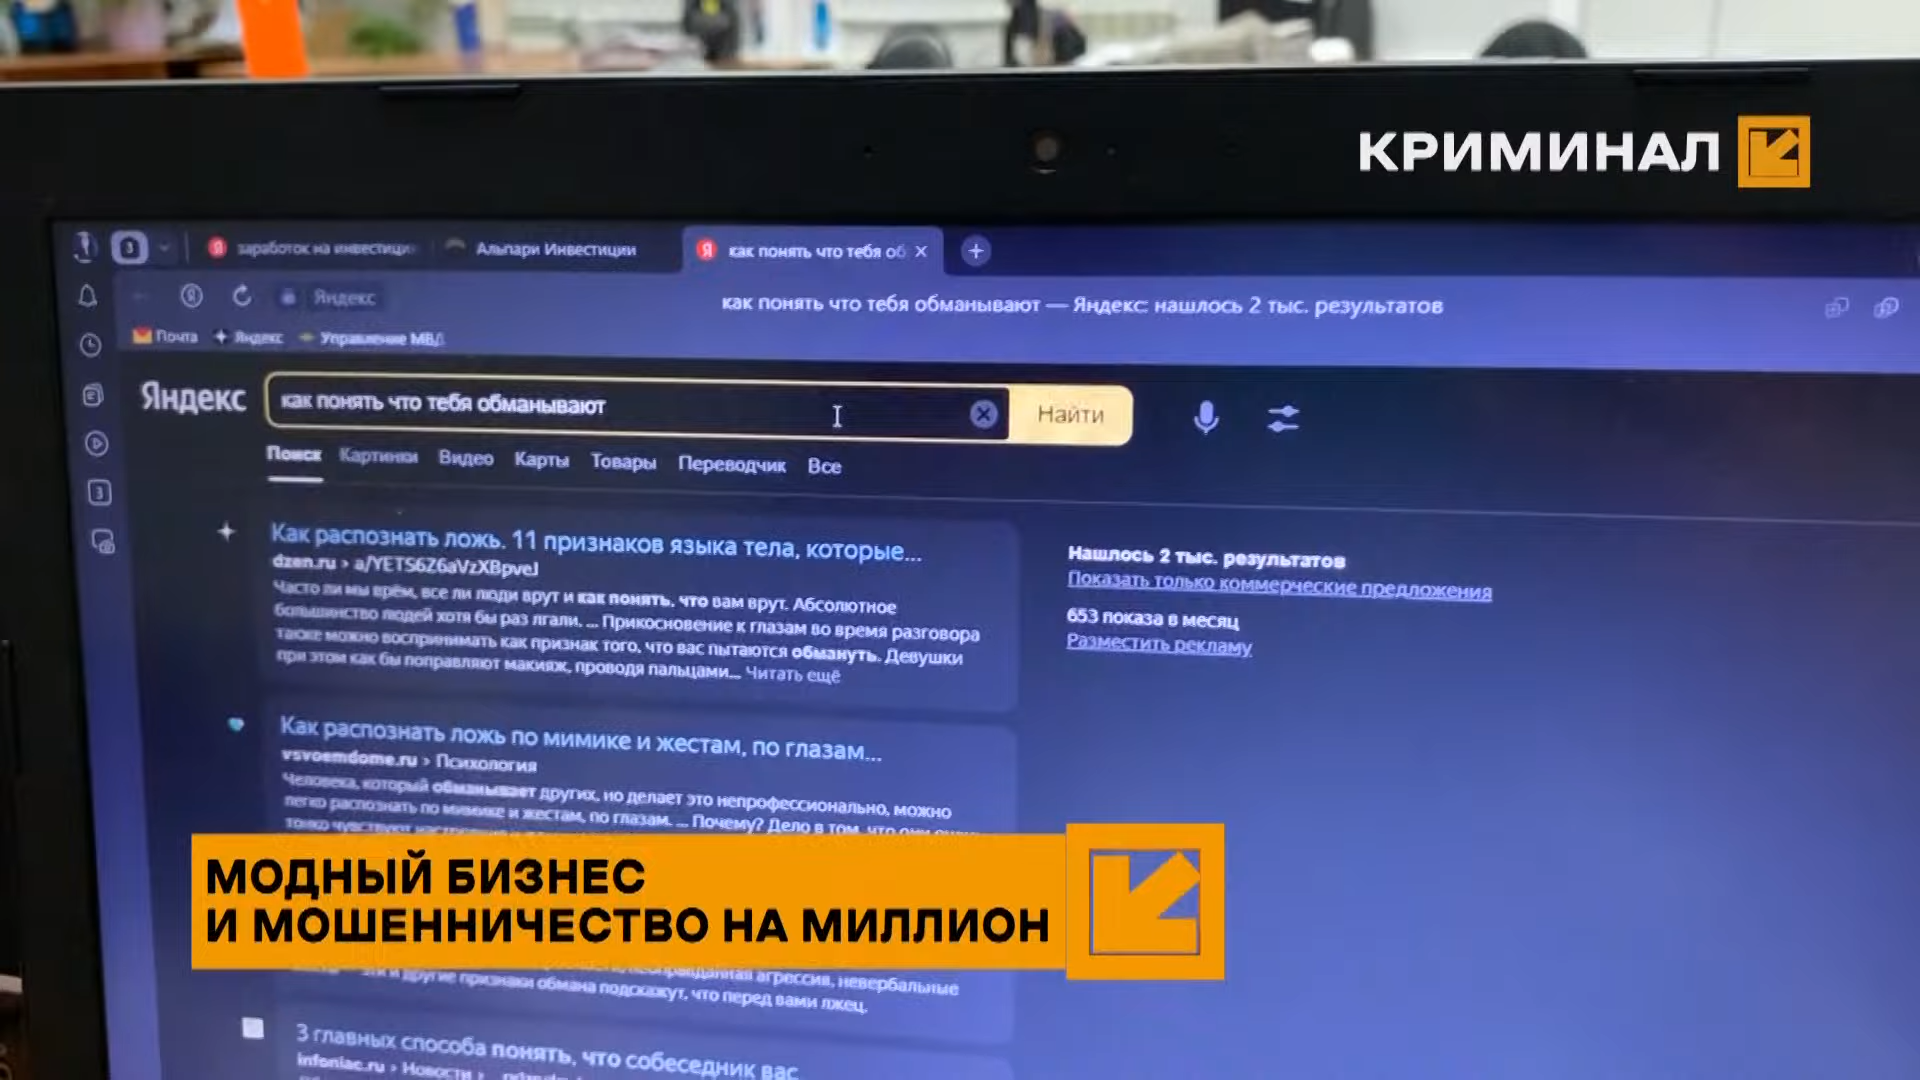 КРИМИНАЛ
3
заработок на инвестици
Альпари Инвестиции
Я как понять что тебя об
Яндекс
как понять что тебя обманывают — Яндекс: нашлось 2 тыс. результатов
Почта Яндекс Управление МВД
Яндекс
как понять что тебя обманывают
Найти
Поиск Картинки Видео Карты Товары Переводчик Все
3
Как распознать ложь. 11 признаков языка тела, которые...
dzen.ru › a/YETS6Z6aVzXBpveJ
Часто ли мы врём, все ли люди врут и как понять, что вам врут. Абсолютное
большинство людей хотя бы раз лгали. ... Прикосновение к глазам во время разговора
также можно воспринимать как признак того, что вас пытаются обмануть. Девушки
при этом как бы поправляют макияж, проводя пальцами... Читать ещё
Нашлось 2 тыс. результатов
Показать только коммерческие предложения
653 показа в месяц
Разместить рекламу
Как распознать ложь по мимике и жестам, по глазам...
vsvoemdome.ru › Психология
Человека, который обманывает других, но делает это непрофессионально, можно
легко распознать по мимике и жестам, по глазам. ... Почему? Дело в том, что они
тонко чувствуют
МОДНЫЙ БИЗНЕС
И МОШЕННИЧЕСТВО НА МИЛЛИОН
агрессия, невербальные
эти и другие признаки обмана подскажут, что перед вами лжец.
3 главных способа понять, что собеседник вас
infoniac.ru › Новости ›